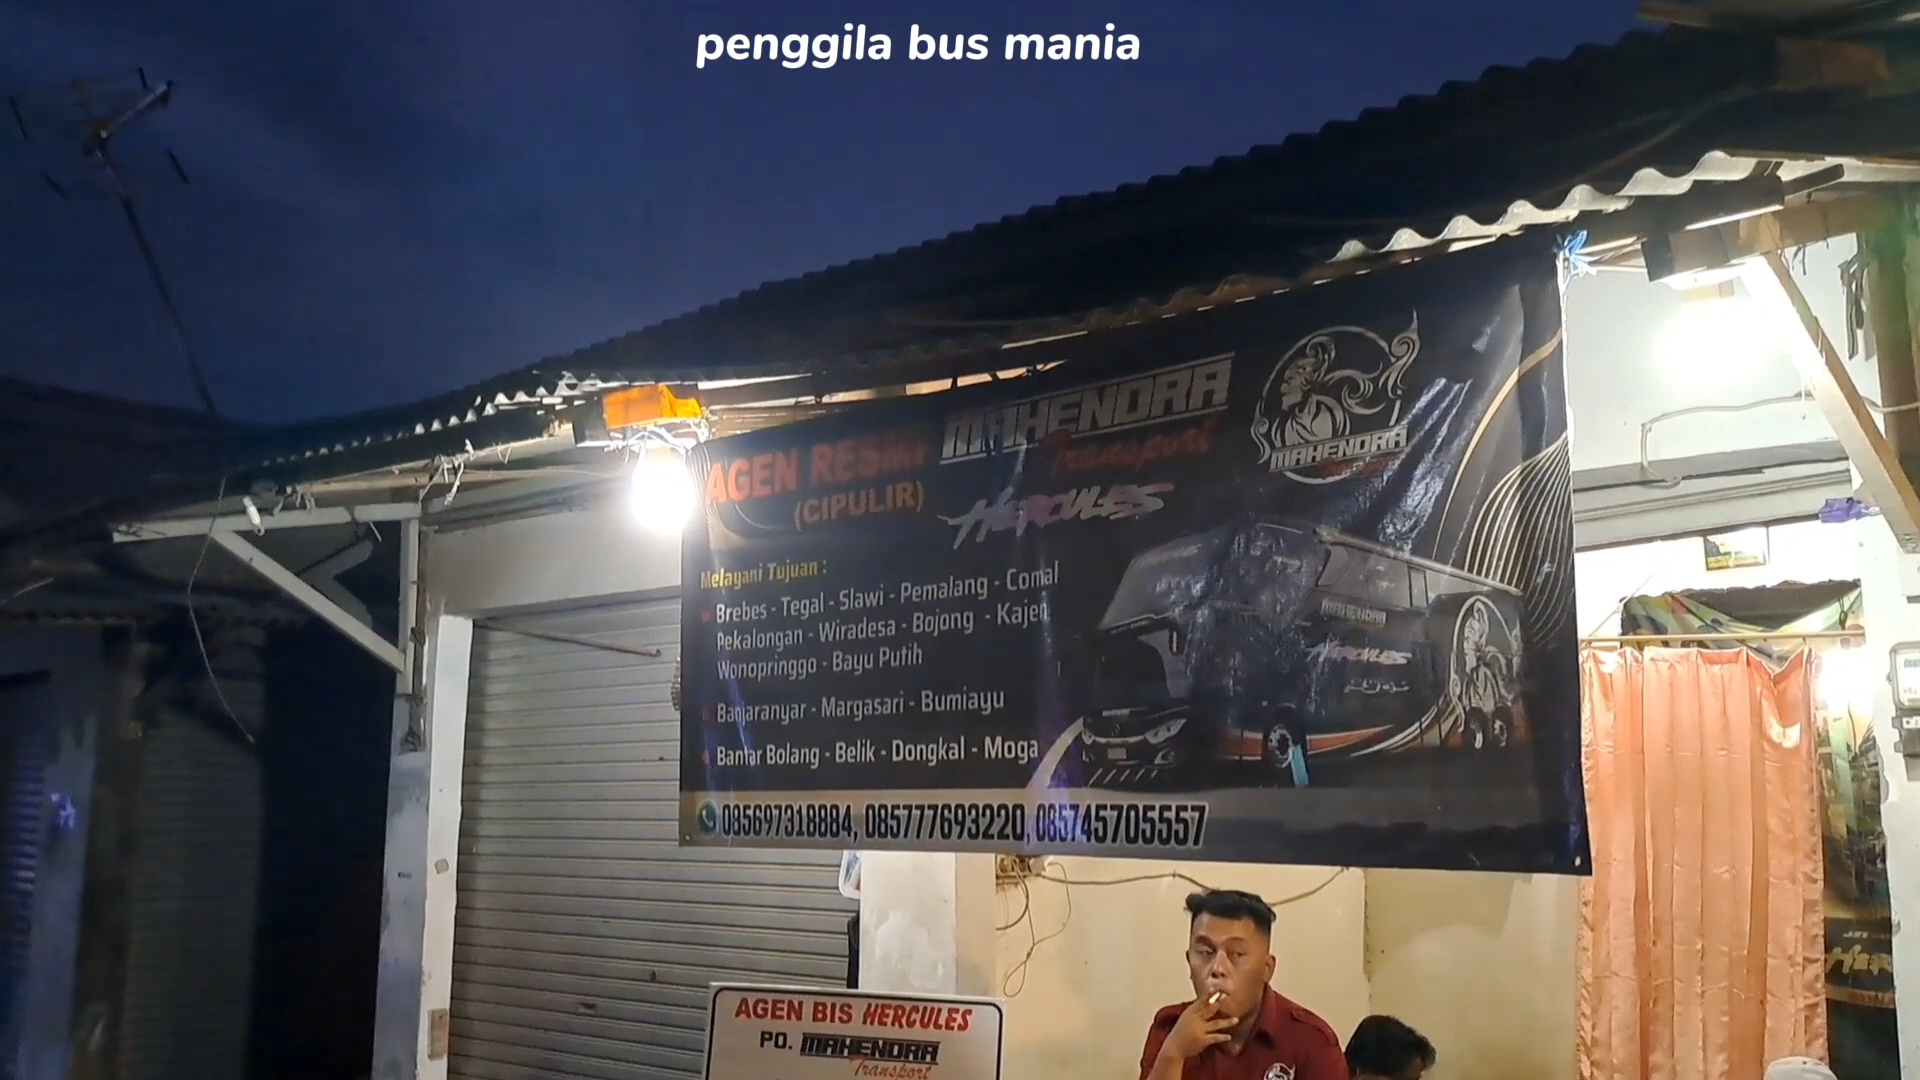 penggila bus mania
AGEN RESMI
(CIPULIR)
MAHENDRA
Transport
HERCULES
MAHENDRA
Melayani Tujuan :
Brebes - Tegal - Slawi - Pemalang - Comal
Pekalongan - Wiradesa - Bojong - Kajen
Wonopringgo - Bayu Putih
Banjaranyar - Margasari - Bumiayu
Bantar Bolang - Belik - Dongkal - Moga
MAHENDRA
HERCULES
085697318884, 085777693220, 085745705557
AGEN BIS HERCULES
PO. MAHENDRA
Transport